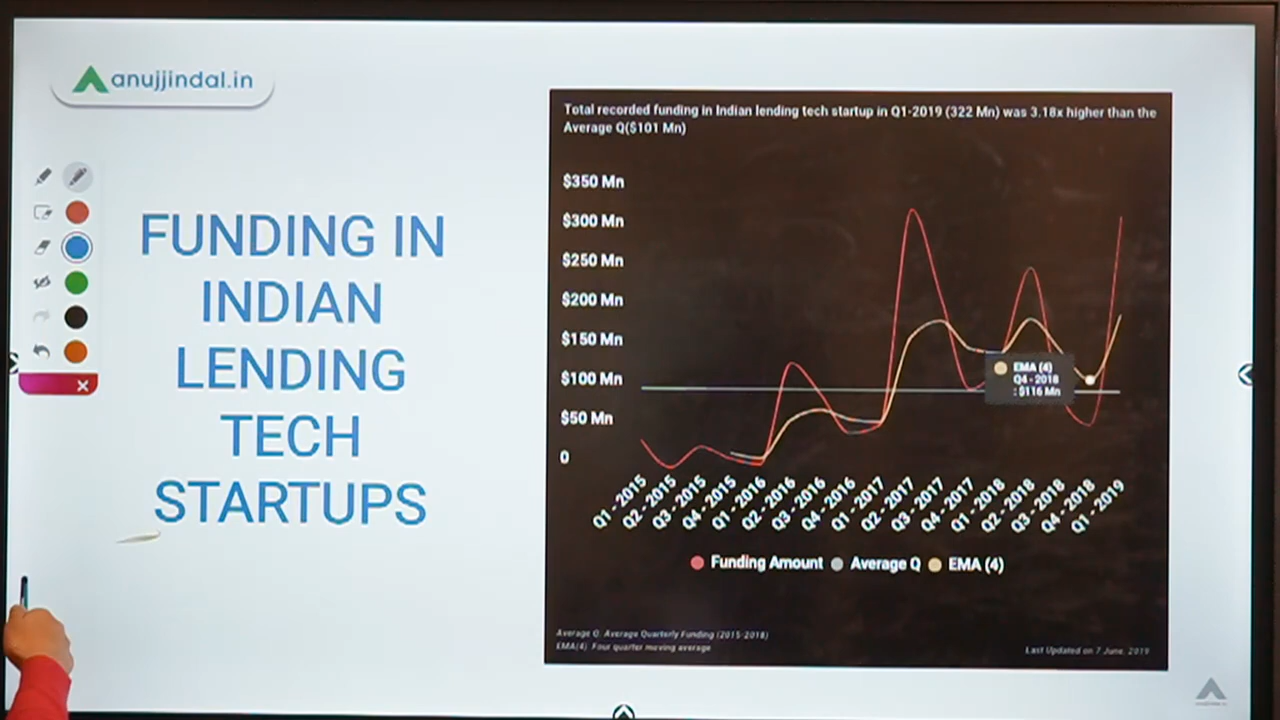 anujjindal.in
FUNDING IN
INDIAN
LENDING
TECH
STARTUPS
Total recorded funding in Indian lending tech startup in Q1-2019 (322 Mn) was 3.18x higher than the
Average Q($101 Mn)
$350 Mn
$300 Mn
$250 Mn
$200 Mn
$150 Mn
$100 Mn
$50 Mn
0
EMA (4)
Q4 - 2018
: $116 Mn
Q1 - 2015
Q2 - 2015
Q3 - 2015
Q4 - 2015
Q1 - 2016
Q2 - 2016
Q3 - 2016
Q4 - 2016
Q1 - 2017
Q2 - 2017
Q3 - 2017
Q4 - 2017
Q1 - 2018
Q2 - 2018
Q3 - 2018
Q4 - 2018
Q1 - 2019
Funding Amount Average Q EMA (4)
Average Q: Average Quarterly Funding (2015-2018)
EMA(4) Four quarter moving average
Last Updated on 7 June, 2019